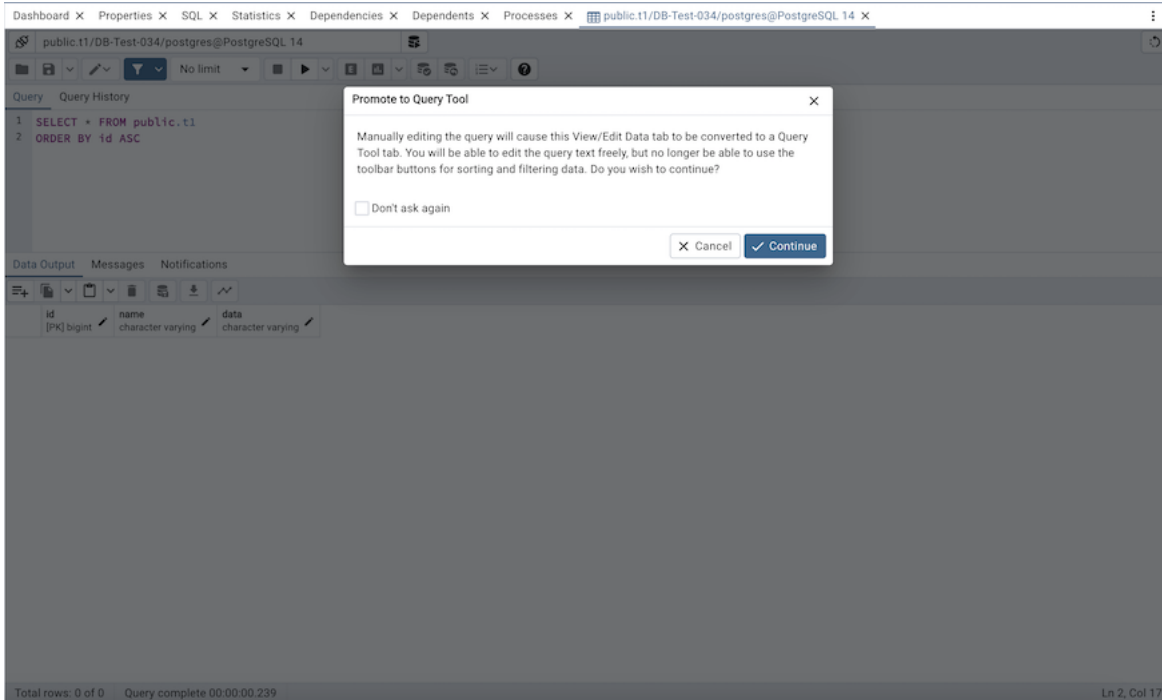 Dashboard Properties SQL Statistics Dependencies Dependents Processes public.t1/DB-Test-034/postgres@PostgreSQL 14
public.t1/DB-Test-034/postgres@PostgreSQL 14
No limit
Query Query History
1 SELECT * FROM public.t1
2 ORDER BY id ASC
Promote to Query Tool
Manually editing the query will cause this View/Edit Data tab to be converted to a Query
Tool tab. You will be able to edit the query text freely, but no longer be able to use the
toolbar buttons for sorting and filtering data. Do you wish to continue?
Don't ask again
Cancel Continue
Data Output Messages Notifications
id name data
[PK] bigint character varying character varying
Total rows: 0 of 0 Query complete 00:00:00.239 Ln 2, Col 17